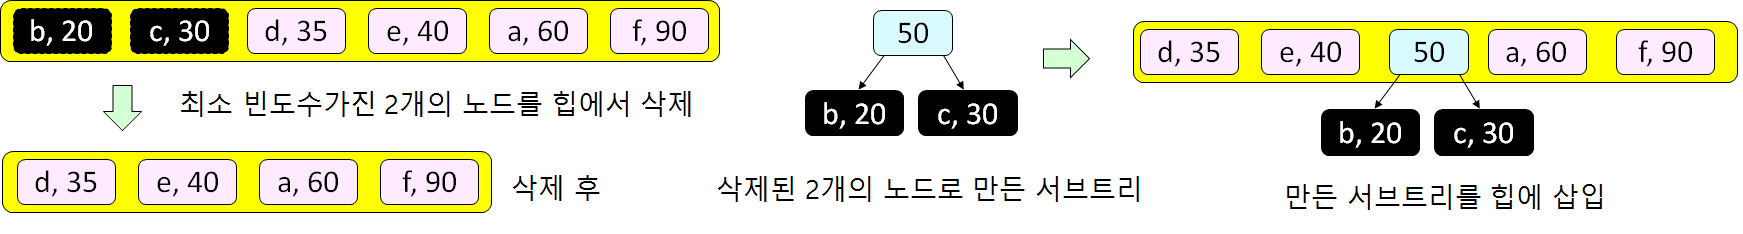 b, 20 c, 30 d, 35 e, 40 a, 60 f, 90
최소 빈도수가진 2개의 노드를 힙에서 삭제
d, 35 e, 40 a, 60 f, 90
삭제 후
50
b, 20 c, 30
삭제된 2개의 노드로 만든 서브트리
d, 35 e, 40 50 a, 60 f, 90
b, 20 c, 30
만든 서브트리를 힙에 삽입